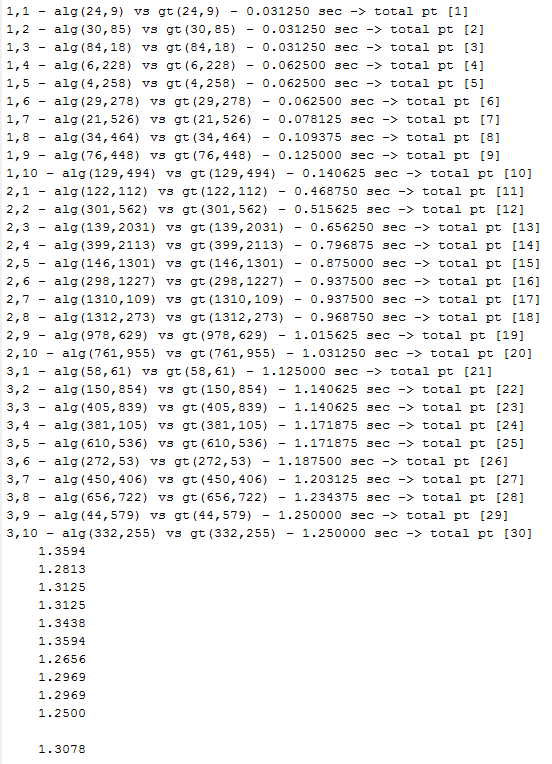 1,1 - alg(24,9) vs gt(24,9) - 0.031250 sec -> total pt [1]
1,2 - alg(30,85) vs gt(30,85) - 0.031250 sec -> total pt [2]
1,3 - alg(84,18) vs gt(84,18) - 0.031250 sec -> total pt [3]
1,4 - alg(6,228) vs gt(6,228) - 0.062500 sec -> total pt [4]
1,5 - alg(4,258) vs gt(4,258) - 0.062500 sec -> total pt [5]
1,6 - alg(29,278) vs gt(29,278) - 0.062500 sec -> total pt [6]
1,7 - alg(21,526) vs gt(21,526) - 0.078125 sec -> total pt [7]
1,8 - alg(34,464) vs gt(34,464) - 0.109375 sec -> total pt [8]
1,9 - alg(76,448) vs gt(76,448) - 0.125000 sec -> total pt [9]
1,10 - alg(129,494) vs gt(129,494) - 0.140625 sec -> total pt [10]
2,1 - alg(122,112) vs gt(122,112) - 0.468750 sec -> total pt [11]
2,2 - alg(301,562) vs gt(301,562) - 0.515625 sec -> total pt [12]
2,3 - alg(139,2031) vs gt(139,2031) - 0.656250 sec -> total pt [13]
2,4 - alg(399,2113) vs gt(399,2113) - 0.796875 sec -> total pt [14]
2,5 - alg(146,1301) vs gt(146,1301) - 0.875000 sec -> total pt [15]
2,6 - alg(298,1227) vs gt(298,1227) - 0.937500 sec -> total pt [16]
2,7 - alg(1310,109) vs gt(1310,109) - 0.937500 sec -> total pt [17]
2,8 - alg(1312,273) vs gt(1312,273) - 0.968750 sec -> total pt [18]
2,9 - alg(978,629) vs gt(978,629) - 1.015625 sec -> total pt [19]
2,10 - alg(761,955) vs gt(761,955) - 1.031250 sec -> total pt [20]
3,1 - alg(58,61) vs gt(58,61) - 1.125000 sec -> total pt [21]
3,2 - alg(150,854) vs gt(150,854) - 1.140625 sec -> total pt [22]
3,3 - alg(405,839) vs gt(405,839) - 1.140625 sec -> total pt [23]
3,4 - alg(381,105) vs gt(381,105) - 1.171875 sec -> total pt [24]
3,5 - alg(610,536) vs gt(610,536) - 1.171875 sec -> total pt [25]
3,6 - alg(272,53) vs gt(272,53) - 1.187500 sec -> total pt [26]
3,7 - alg(450,406) vs gt(450,406) - 1.203125 sec -> total pt [27]
3,8 - alg(656,722) vs gt(656,722) - 1.234375 sec -> total pt [28]
3,9 - alg(44,579) vs gt(44,579) - 1.250000 sec -> total pt [29]
3,10 - alg(332,255) vs gt(332,255) - 1.250000 sec -> total pt [30]
1.3594
1.2813
1.3125
1.3125
1.3438
1.3594
1.2656
1.2969
1.2969
1.2500
1.3078